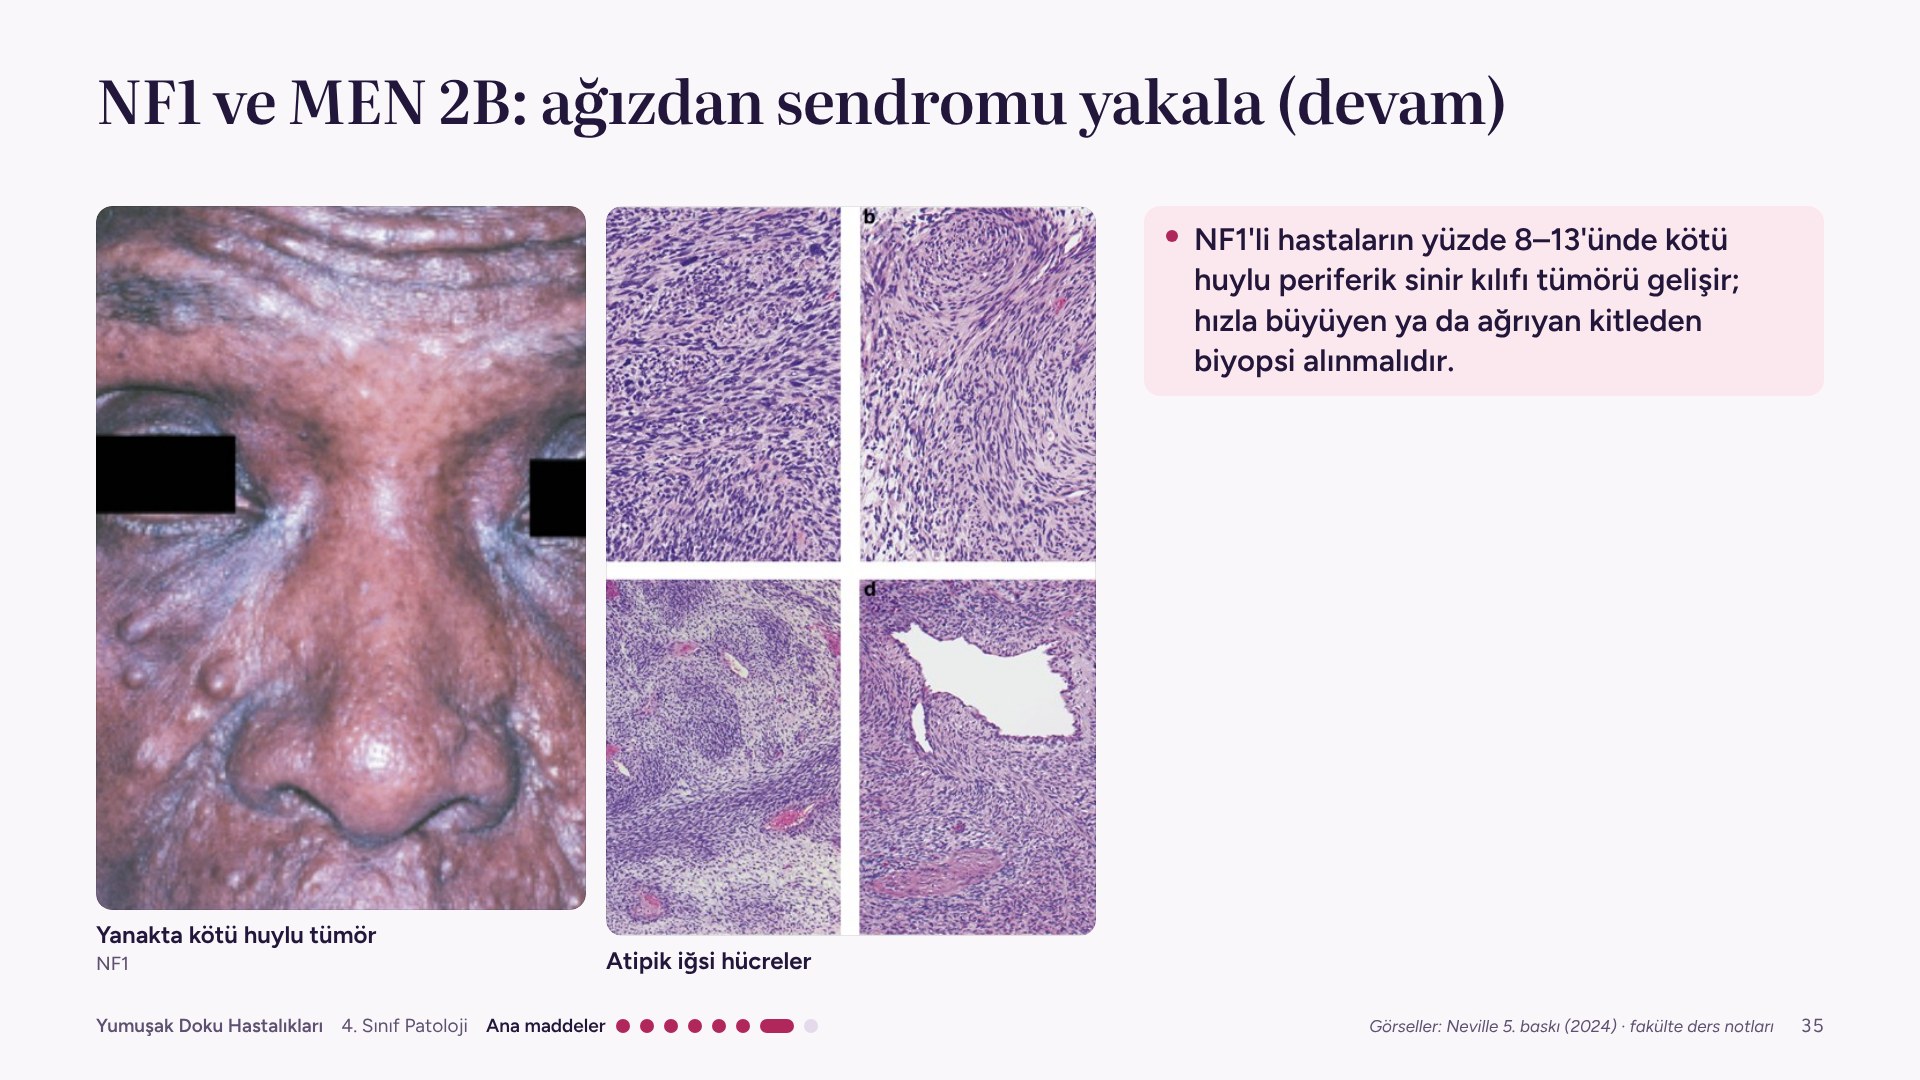 NF1 ve MEN 2B: ağızdan sendromu yakala (devam)
b
d
NF1'li hastaların yüzde 8–13'ünde kötü
huylu periferik sinir kılıfı tümörü gelişir;
hızla büyüyen ya da ağrıyan kitleden
biyopsi alınmalıdır.
Yanakta kötü huylu tümör
NF1
Atipik iğsi hücreler
Yumuşak Doku Hastalıkları 4. Sınıf Patoloji Ana maddeler
Görseller: Neville 5. baskı (2024) · fakülte ders notları 35